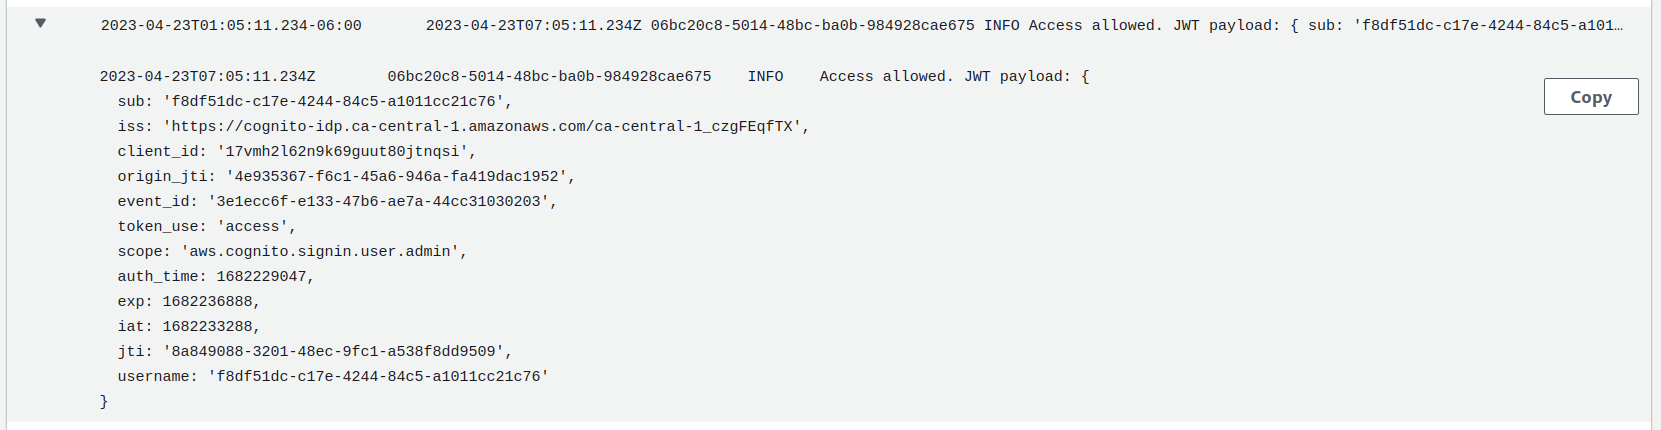 2023-04-23T01:05:11.234-06:00 2023-04-23T07:05:11.234Z 06bc20c8-5014-48bc-ba0b-984928cae675 INFO Access allowed. JWT payload: { sub: 'f8df51dc-c17e-4244-84c5-a101…
2023-04-23T07:05:11.234Z 06bc20c8-5014-48bc-ba0b-984928cae675 INFO Access allowed. JWT payload: {
Copy
sub: 'f8df51dc-c17e-4244-84c5-a1011cc21c76',
iss: 'https://cognito-idp.ca-central-1.amazonaws.com/ca-central-1_czgFEqfTX',
client_id: '17vmh2l62n9k69guut80jtnqsi',
origin_jti: '4e935367-f6c1-45a6-946a-fa419dac1952',
event_id: '3e1ecc6f-e133-47b6-ae7a-44cc31030203',
token_use: 'access',
scope: 'aws.cognito.signin.user.admin',
auth_time: 1682229047,
exp: 1682236888,
iat: 1682233288,
jti: '8a849088-3201-48ec-9fc1-a538f8dd9509',
username: 'f8df51dc-c17e-4244-84c5-a1011cc21c76'
}